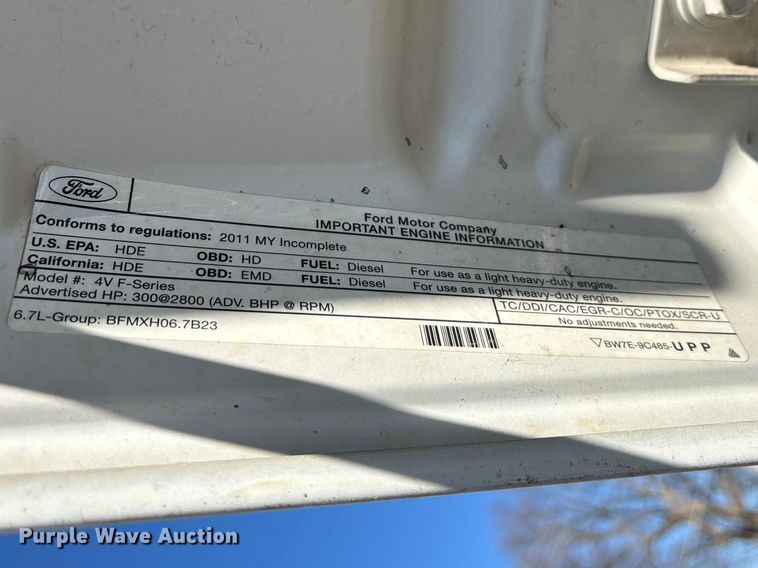 Ford
Ford Motor Company
IMPORTANT ENGINE INFORMATION
Conforms to regulations: 2011 MY Incomplete
U.S. EPA: HDE OBD: HD FUEL: Diesel For use as a light heavy-duty engine.
California: HDE OBD: EMD FUEL: Diesel For use as a light heavy-duty engine.
Model #: 4V F-Series
Advertised HP: 300@2800 (ADV. BHP @ RPM)
TC/DDI/CAC/EGR-C/OC/PTOX/SCR-U
No adjustments needed.
6.7L-Group: BFMXH06.7B23
BW7E-9C485-UPP
Purple Wave Auction